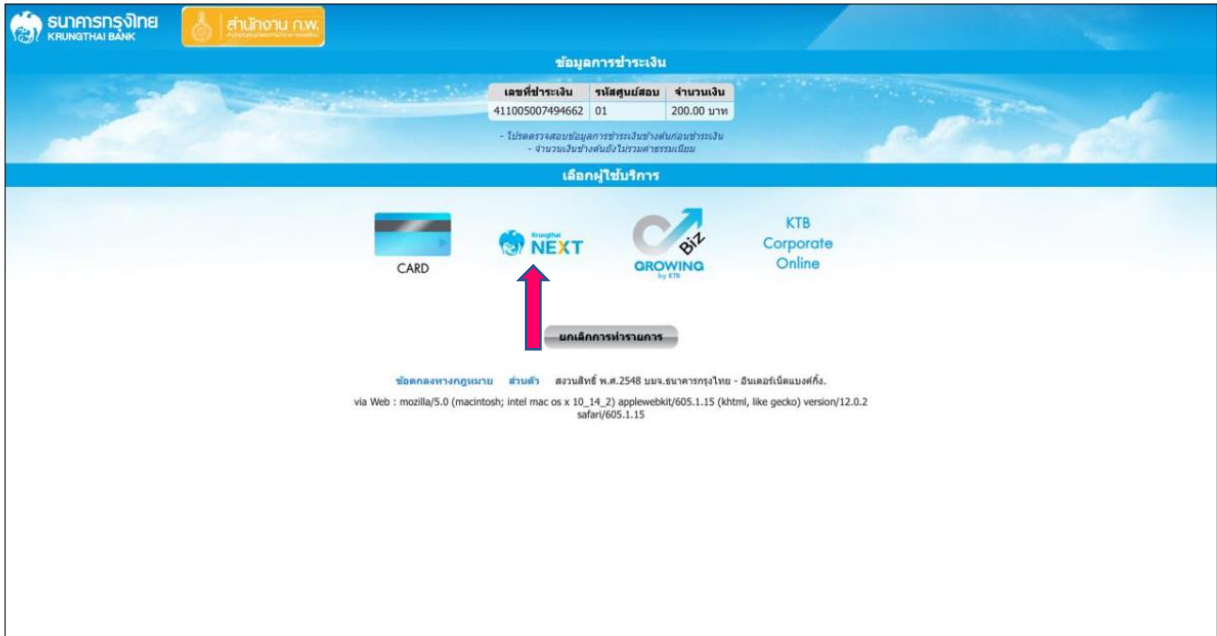 ธนาคารกรุงไทย
KRUNGTHAI BANK
สำนักงาน ก.พ.
ข้อมูลการชำระเงิน
เลขที่ชำระเงิน รหัสศูนย์สอบ จำนวนเงิน
411005007494662 01 200.00 บาท
- โปรดตรวจสอบข้อมูลการชำระเงินข้างต้นก่อนชำระเงิน
- จำนวนเงินข้างต้นยังไม่รวมค่าธรรมเนียม
เลือกผู้ใช้บริการ
CARD
Krungthai
NEXT
Biz
GROWING
by KTB
KTB
Corporate
Online
ยกเลิกการทำรายการ
ข้อตกลงทางกฎหมาย ส่วนตัว สงวนสิทธิ์ พ.ศ.2548 บมจ.ธนาคารกรุงไทย - อินเตอร์เน็ตแบงค์กิ้ง.
via Web : mozilla/5.0 (macintosh; intel mac os x 10_14_2) applewebkit/605.1.15 (khtml, like gecko) version/12.0.2
safari/605.1.15